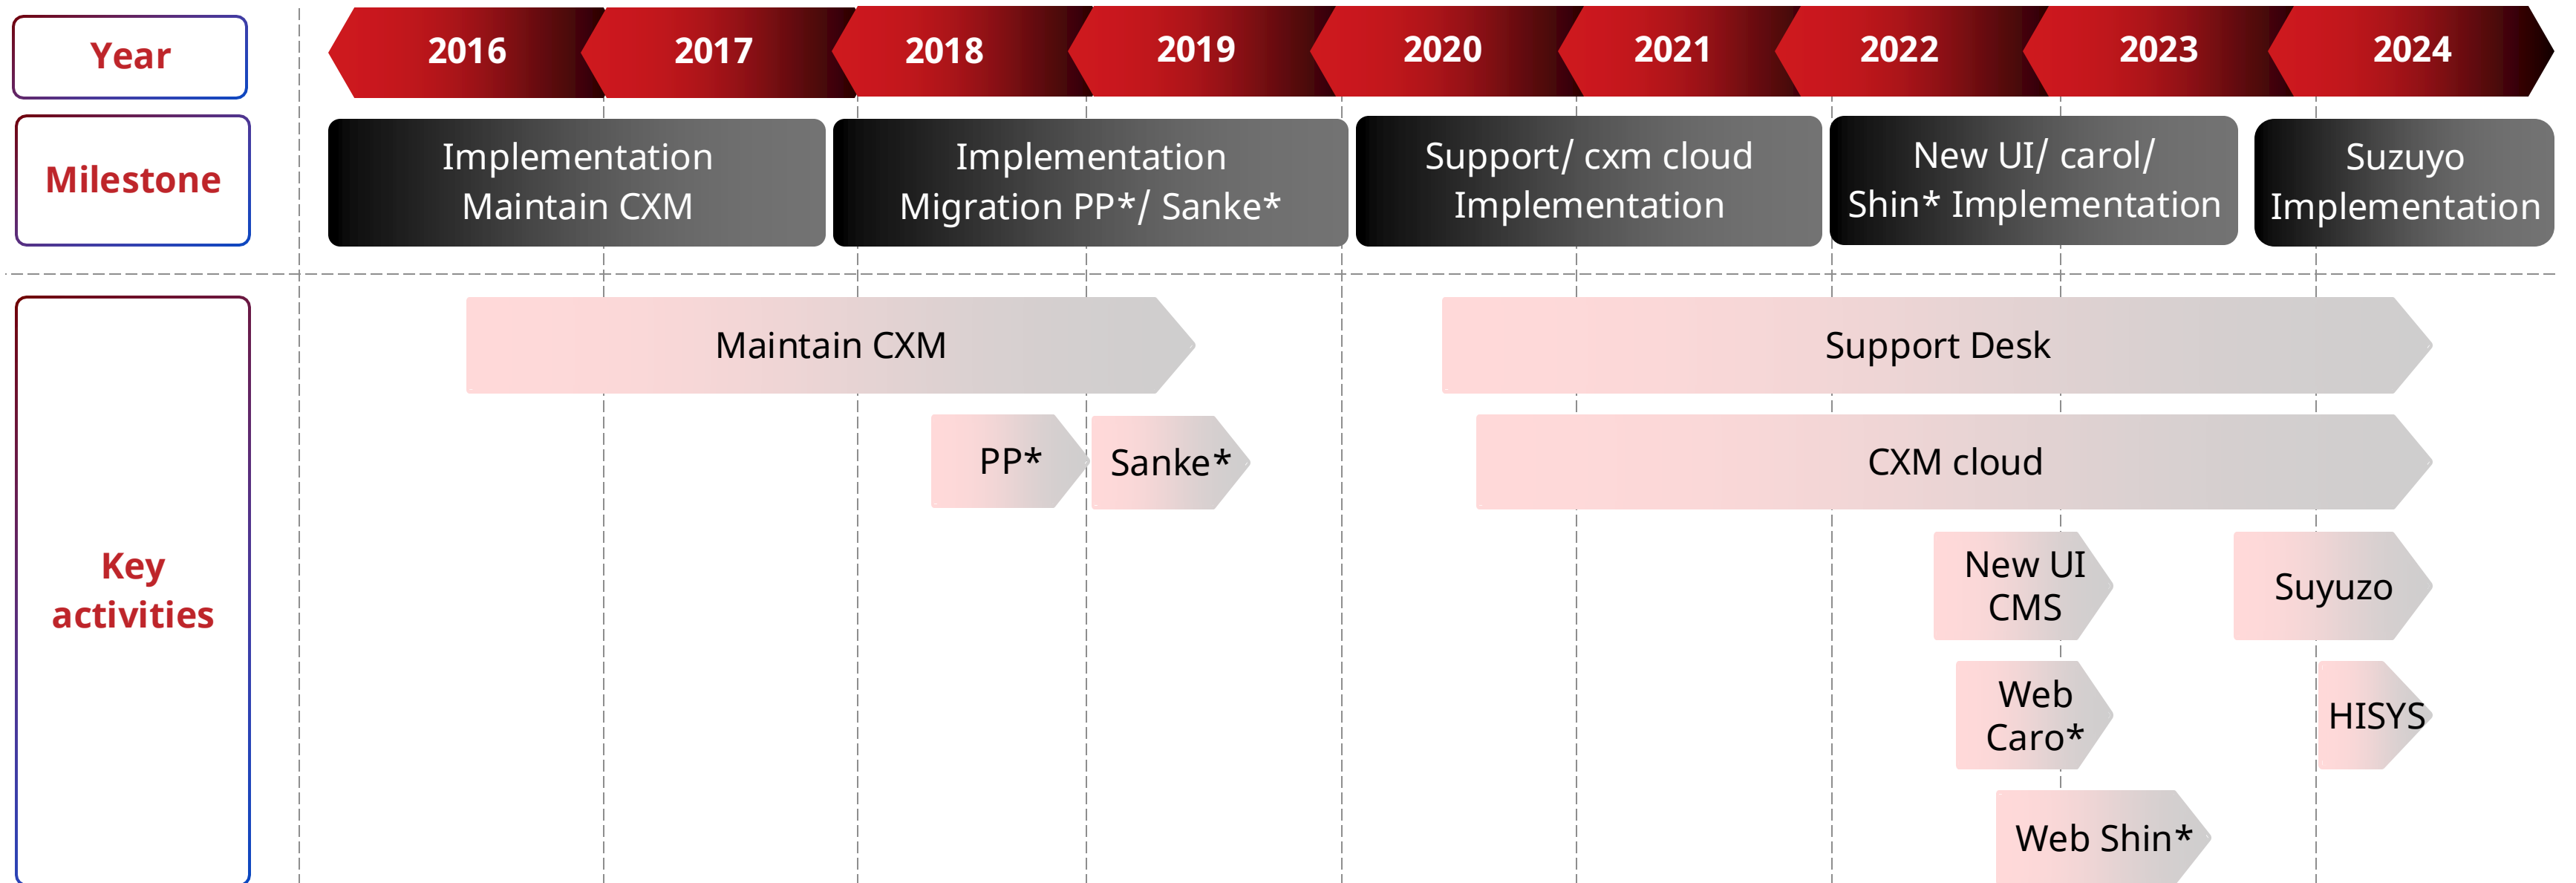 Year
2016
2017
2018
2019
2020
2021
2022
2023
2024
Milestone
Implementation
Maintain CXM
Implementation
Migration PP*/ Sanke*
Support/ cxm cloud
Implementation
New UI/ carol/
Shin* Implementation
Suzuyo
Implementation
Key
activities
Maintain CXM
Support Desk
PP*
Sanke*
CXM cloud
New UI
CMS
Suyuzo
Web
Caro*
HISYS
Web Shin*